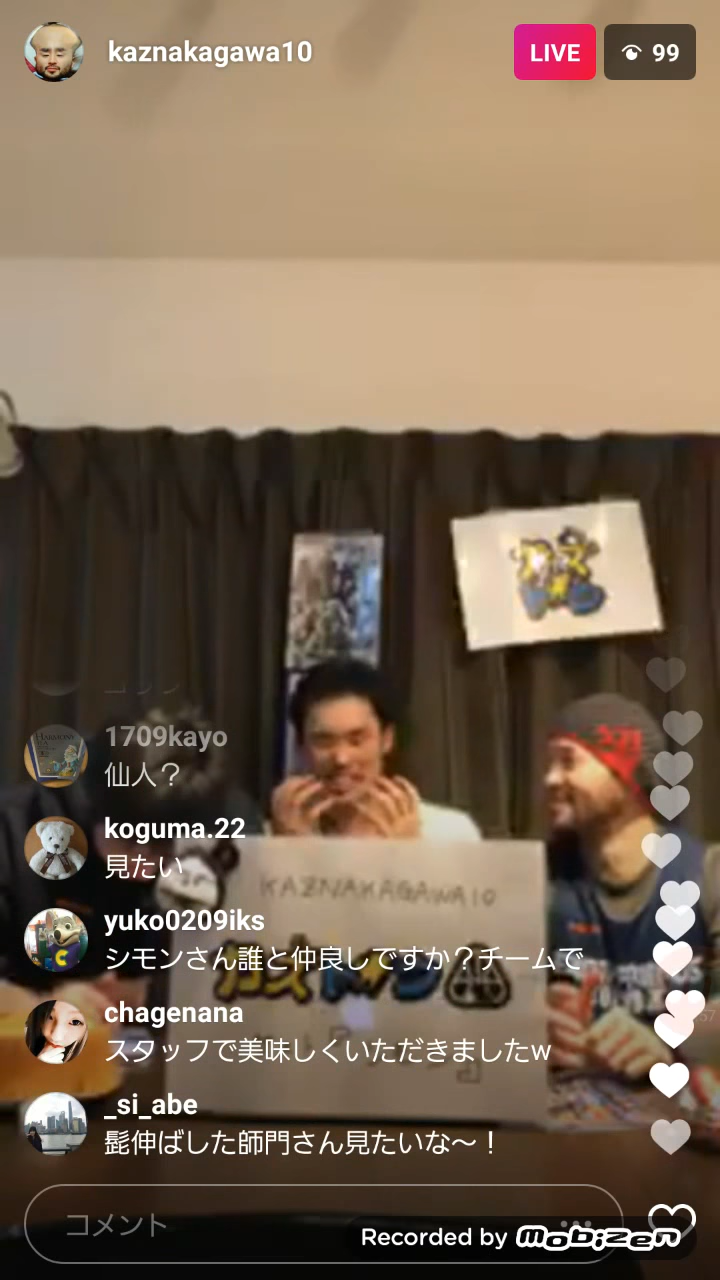 kaznakagawa10
LIVE
99
1709kayo
仙人？
koguma.22
見たい
KAZNAKAGAWA10
yuko0209iks
シモンさん誰と仲良しですか？チームで
chagenana
スタッフで美味しくいただきましたw
_si_abe
髭伸ばした師門さん見たいな〜！
コメント
Recorded by mobizen